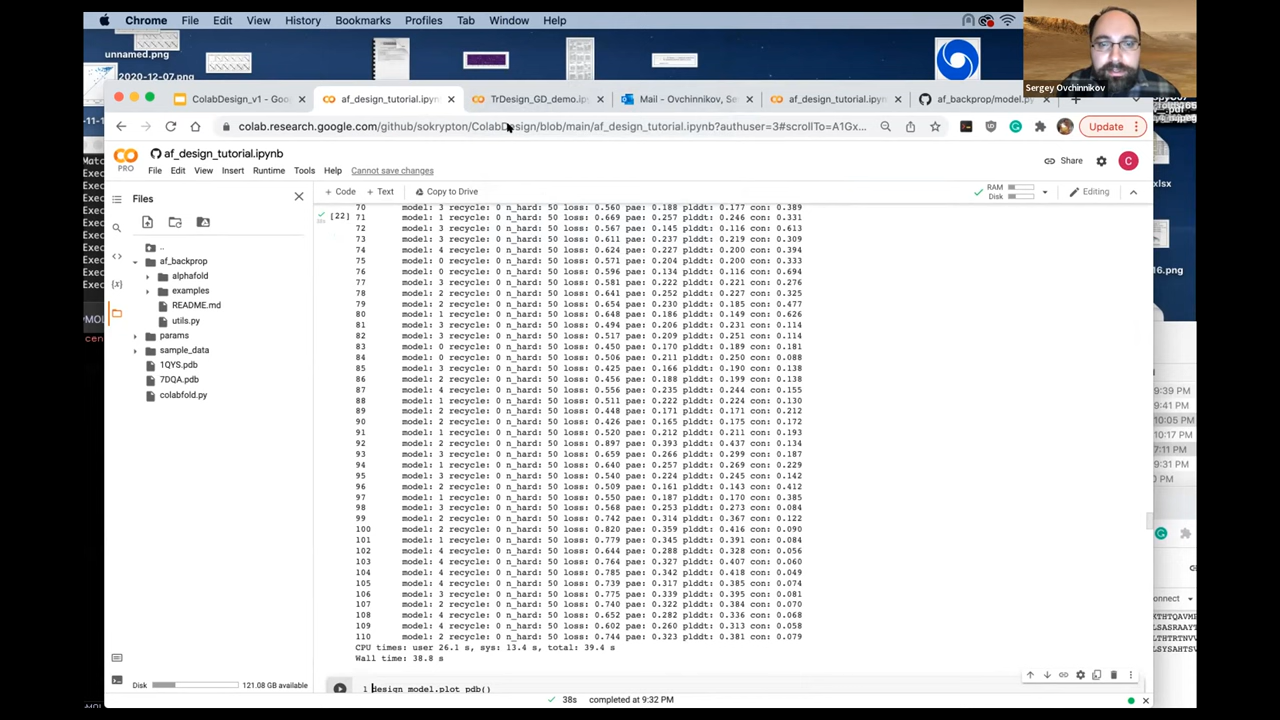 Chrome File Edit View History Bookmarks Profiles Tab Window Help
unnamed.png
2020-12-07.png
Sergey Ovchinnikov
ColabDesign_v1 - Goog
af_design_tutorial.ipynb
TrDesign_GD_demo.ip
Mail - Ovchinnikov, Se
af_design_tutorial.ipynb
af_backprop/model.py
colab.research.google.com/github/sokrypton/ColabDesign/blob/main/af_design_tutorial.ipynb?authuser=3#scrollTo=A1Gx...
Update
PRO
af_design_tutorial.ipynb
File Edit View Insert Runtime Tools Help Cannot save changes
Share
C
Files
+ Code + Text Copy to Drive
RAM
Disk
Editing
..
af_backprop
alphafold
examples
README.md
utils.py
params
sample_data
1QYS.pdb
7DQA.pdb
colabfold.py
Disk 121.08 GB available
[22]
70 model: 3 recycle: 0 n_hard: 50 loss: 0.560 pae: 0.188 plddt: 0.177 con: 0.389
71 model: 1 recycle: 0 n_hard: 50 loss: 0.669 pae: 0.257 plddt: 0.246 con: 0.331
72 model: 3 recycle: 0 n_hard: 50 loss: 0.567 pae: 0.145 plddt: 0.116 con: 0.613
73 model: 3 recycle: 0 n_hard: 50 loss: 0.611 pae: 0.237 plddt: 0.219 con: 0.309
74 model: 4 recycle: 0 n_hard: 50 loss: 0.624 pae: 0.227 plddt: 0.200 con: 0.394
75 model: 0 recycle: 0 n_hard: 50 loss: 0.571 pae: 0.204 plddt: 0.200 con: 0.333
76 model: 0 recycle: 0 n_hard: 50 loss: 0.596 pae: 0.134 plddt: 0.116 con: 0.694
77 model: 3 recycle: 0 n_hard: 50 loss: 0.581 pae: 0.222 plddt: 0.221 con: 0.276
78 model: 2 recycle: 0 n_hard: 50 loss: 0.641 pae: 0.252 plddt: 0.227 con: 0.325
79 model: 2 recycle: 0 n_hard: 50 loss: 0.654 pae: 0.230 plddt: 0.185 con: 0.477
80 model: 1 recycle: 0 n_hard: 50 loss: 0.648 pae: 0.186 plddt: 0.149 con: 0.626
81 model: 3 recycle: 0 n_hard: 50 loss: 0.494 pae: 0.206 plddt: 0.231 con: 0.114
82 model: 3 recycle: 0 n_hard: 50 loss: 0.517 pae: 0.209 plddt: 0.251 con: 0.114
83 model: 0 recycle: 0 n_hard: 50 loss: 0.450 pae: 0.170 plddt: 0.189 con: 0.181
84 model: 0 recycle: 0 n_hard: 50 loss: 0.506 pae: 0.211 plddt: 0.250 con: 0.088
85 model: 3 recycle: 0 n_hard: 50 loss: 0.425 pae: 0.166 plddt: 0.190 con: 0.138
86 model: 2 recycle: 0 n_hard: 50 loss: 0.456 pae: 0.188 plddt: 0.199 con: 0.138
87 model: 4 recycle: 0 n_hard: 50 loss: 0.556 pae: 0.235 plddt: 0.244 con: 0.155
88 model: 1 recycle: 0 n_hard: 50 loss: 0.511 pae: 0.222 plddt: 0.224 con: 0.130
89 model: 2 recycle: 0 n_hard: 50 loss: 0.448 pae: 0.171 plddt: 0.171 con: 0.212
90 model: 2 recycle: 0 n_hard: 50 loss: 0.426 pae: 0.165 plddt: 0.175 con: 0.172
91 model: 1 recycle: 0 n_hard: 50 loss: 0.520 pae: 0.212 plddt: 0.211 con: 0.193
92 model: 2 recycle: 0 n_hard: 50 loss: 0.897 pae: 0.393 plddt: 0.437 con: 0.134
93 model: 3 recycle: 0 n_hard: 50 loss: 0.659 pae: 0.266 plddt: 0.299 con: 0.187
94 model: 1 recycle: 0 n_hard: 50 loss: 0.640 pae: 0.257 plddt: 0.269 con: 0.229
95 model: 3 recycle: 0 n_hard: 50 loss: 0.540 pae: 0.224 plddt: 0.245 con: 0.142
96 model: 2 recycle: 0 n_hard: 50 loss: 0.509 pae: 0.161 plddt: 0.143 con: 0.412
97 model: 1 recycle: 0 n_hard: 50 loss: 0.550 pae: 0.187 plddt: 0.170 con: 0.385
98 model: 3 recycle: 0 n_hard: 50 loss: 0.568 pae: 0.253 plddt: 0.273 con: 0.084
99 model: 2 recycle: 0 n_hard: 50 loss: 0.742 pae: 0.314 plddt: 0.367 con: 0.122
100 model: 2 recycle: 0 n_hard: 50 loss: 0.820 pae: 0.359 plddt: 0.416 con: 0.090
101 model: 1 recycle: 0 n_hard: 50 loss: 0.779 pae: 0.345 plddt: 0.391 con: 0.084
102 model: 4 recycle: 0 n_hard: 50 loss: 0.644 pae: 0.288 plddt: 0.328 con: 0.056
103 model: 4 recycle: 0 n_hard: 50 loss: 0.764 pae: 0.327 plddt: 0.407 con: 0.060
104 model: 4 recycle: 0 n_hard: 50 loss: 0.785 pae: 0.342 plddt: 0.418 con: 0.049
105 model: 4 recycle: 0 n_hard: 50 loss: 0.739 pae: 0.317 plddt: 0.385 con: 0.074
106 model: 3 recycle: 0 n_hard: 50 loss: 0.775 pae: 0.339 plddt: 0.395 con: 0.081
107 model: 2 recycle: 0 n_hard: 50 loss: 0.740 pae: 0.322 plddt: 0.384 con: 0.070
108 model: 4 recycle: 0 n_hard: 50 loss: 0.652 pae: 0.282 plddt: 0.336 con: 0.068
109 model: 4 recycle: 0 n_hard: 50 loss: 0.602 pae: 0.260 plddt: 0.313 con: 0.058
110 model: 2 recycle: 0 n_hard: 50 loss: 0.744 pae: 0.323 plddt: 0.381 con: 0.079
CPU times: user 26.1 s, sys: 13.4 s, total: 39.4 s
Wall time: 38.8 s
1 design_model.plot_pdb()
38s completed at 9:32 PM
xlsx
16.png
9:39 PM
9:41 PM
10:05 PM
10:17 PM
7:11 PM
9:31 PM
0 PM
onnect